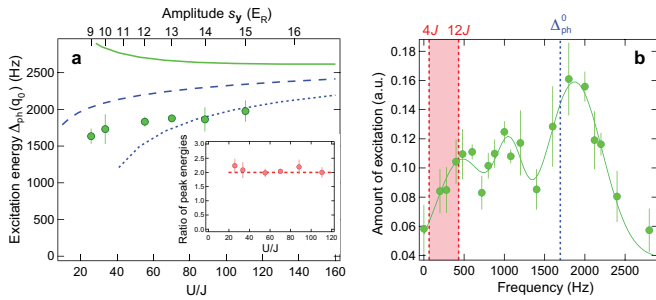 Amplitude s_y (E_R)
9 10 11 12 13 14 15 16
a
Excitation energy Δ_ph(q_0) (Hz)
2500
2000
1500
1000
500
0
20 40 60 80 100 120 140 160
U/J
Ratio of peak energies
3.0
2.5
2.0
1.5
1.0
0.5
0.0
0 20 40 60 80 100 120
U/J
4J 12J
Δ⁰_ph
b
Amount of excitation (a.u.)
0.18
0.16
0.14
0.12
0.10
0.08
0.06
0.04
0 500 1000 1500 2000 2500
Frequency (Hz)